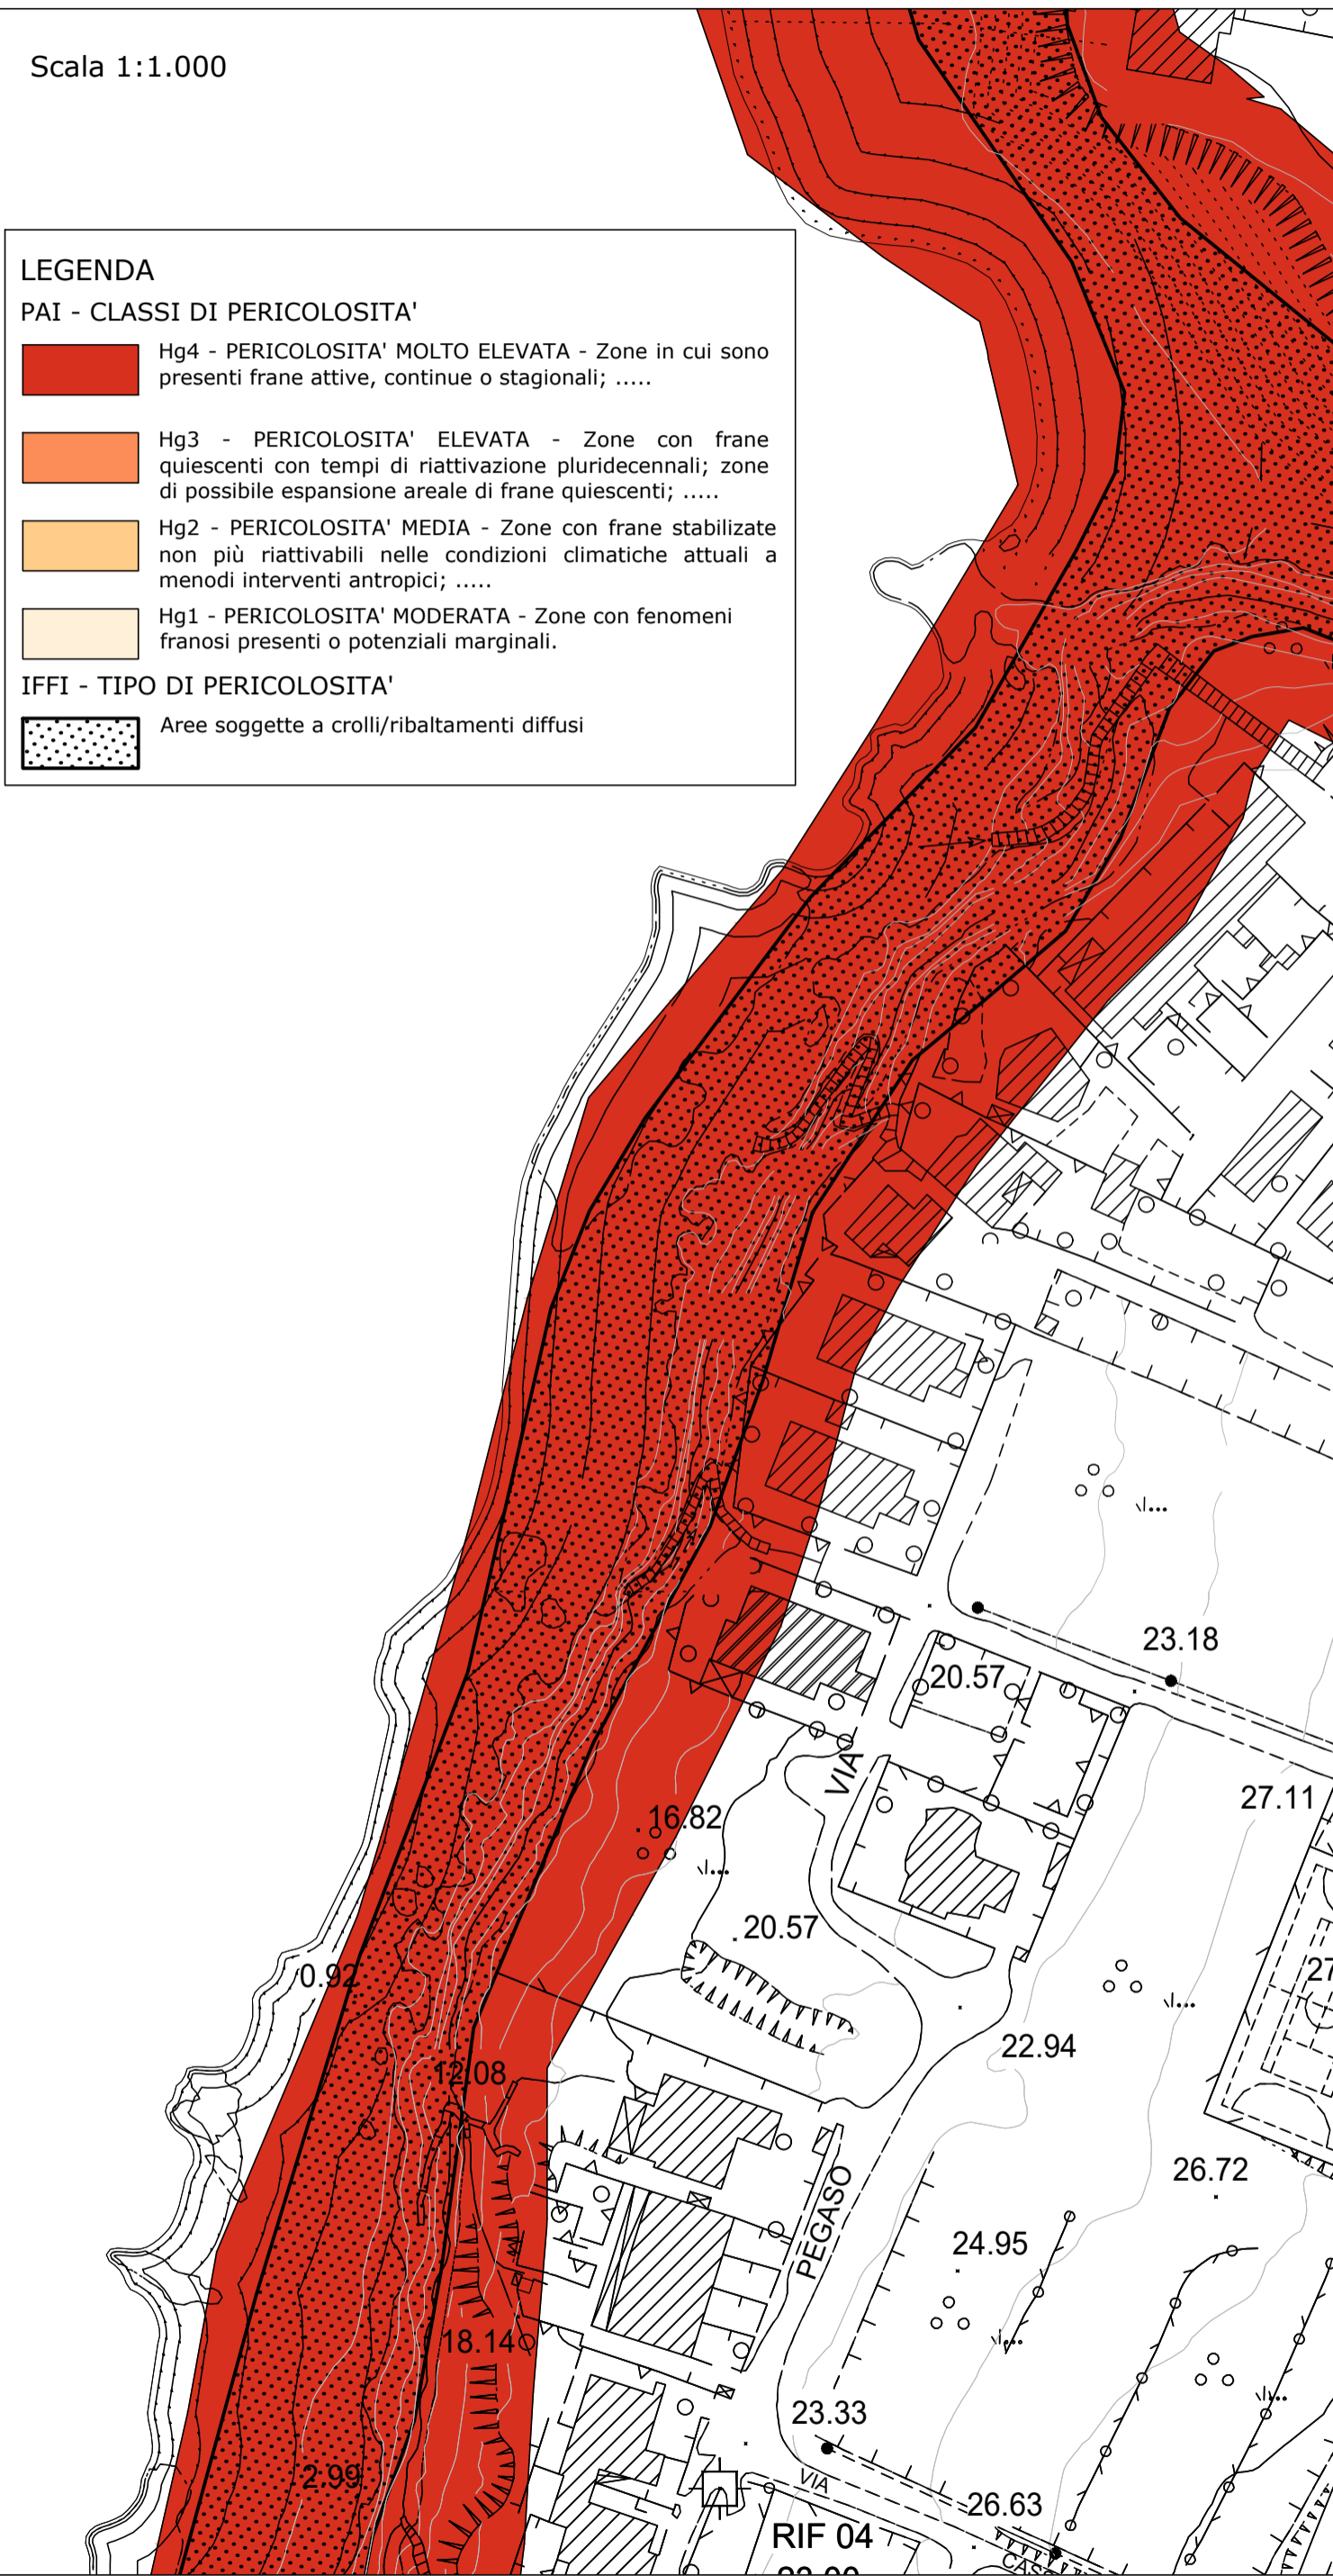 Scala 1:1.000
LEGENDA
PAI - CLASSI DI PERICOLOSITA'
Hg4 - PERICOLOSITA' MOLTO ELEVATA - Zone in cui sono
presenti frane attive, continue o stagionali; .....
Hg3 - PERICOLOSITA' ELEVATA - Zone con frane
quiescenti con tempi di riattivazione pluridecennali; zone
di possibile espansione areale di frane quiescenti; .....
Hg2 - PERICOLOSITA' MEDIA - Zone con frane stabilizate
non più riattivabili nelle condizioni climatiche attuali a
menodi interventi antropici; .....
Hg1 - PERICOLOSITA' MODERATA - Zone con fenomeni
franosi presenti o potenziali marginali.
IFFI - TIPO DI PERICOLOSITA'
Aree soggette a crolli/ribaltamenti diffusi
23.18
20.57
VIA
27.11
16.82
20.57
0.92
27
22.94
12.08
26.72
PEGASO
24.95
18.14
23.33
2.99
VIA
26.63
RIF 04